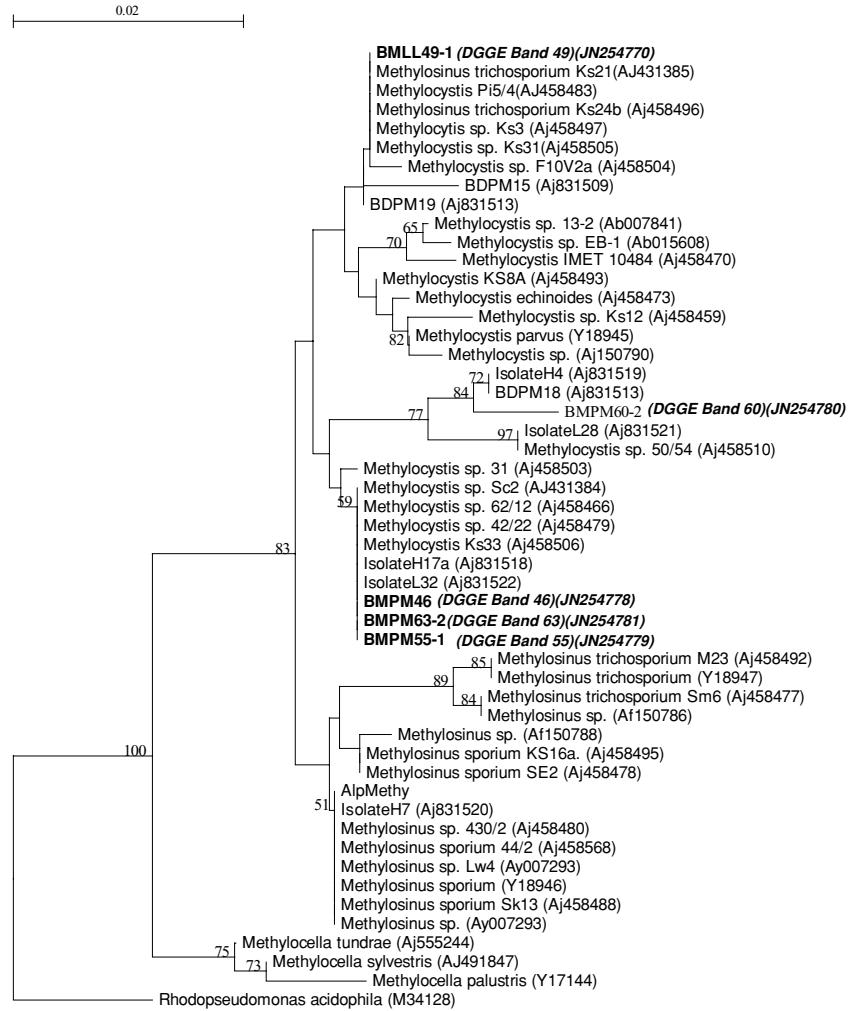 0.02
BMLL49-1 (DGGE Band 49)(JN254770)
Methylosinus trichosporium Ks21(AJ431385)
Methylocystis Pi5/4(AJ458483)
Methylosinus trichosporium Ks24b (Aj458496)
Methylocytis sp. Ks3 (Aj458497)
Methylocystis sp. Ks31(Aj458505)
Methylocystis sp. F10V2a (Aj458504)
BDPM15 (Aj831509)
BDPM19 (Aj831513)
65 Methylocystis sp. 13-2 (Ab007841)
70 Methylocystis sp. EB-1 (Ab015608)
Methylocystis IMET 10484 (Aj458470)
Methylocystis KS8A (Aj458493)
Methylocystis echinoides (Aj458473)
Methylocystis sp. Ks12 (Aj458459)
82 Methylocystis parvus (Y18945)
Methylocystis sp. (Aj150790)
72 IsolateH4 (Aj831519)
84 BDPM18 (Aj831513)
77 BMPM60-2 (DGGE Band 60)(JN254780)
97 IsolateL28 (Aj831521)
Methylocystis sp. 50/54 (Aj458510)
Methylocystis sp. 31 (Aj458503)
Methylocystis sp. Sc2 (AJ431384)
59 Methylocystis sp. 62/12 (Aj458466)
Methylocystis sp. 42/22 (Aj458479)
83 Methylocystis Ks33 (Aj458506)
IsolateH17a (Aj831518)
IsolateL32 (Aj831522)
BMPM46 (DGGE Band 46)(JN254778)
BMPM63-2(DGGE Band 63)(JN254781)
BMPM55-1 (DGGE Band 55)(JN254779)
85 Methylosinus trichosporium M23 (Aj458492)
89 Methylosinus trichosporium (Y18947)
84 Methylosinus trichosporium Sm6 (Aj458477)
Methylosinus sp. (Af150786)
Methylosinus sp. (Af150788)
100 Methylosinus sporium KS16a. (Aj458495)
Methylosinus sporium SE2 (Aj458478)
AlpMethy
51 IsolateH7 (Aj831520)
Methylosinus sp. 430/2 (Aj458480)
Methylosinus sporium 44/2 (Aj458568)
Methylosinus sp. Lw4 (Ay007293)
Methylosinus sporium (Y18946)
Methylosinus sporium Sk13 (Aj458488)
Methylosinus sp. (Ay007293)
75 Methylocella tundrae (Aj555244)
73 Methylocella sylvestris (AJ491847)
Methylocella palustris (Y17144)
Rhodopseudomonas acidophila (M34128)